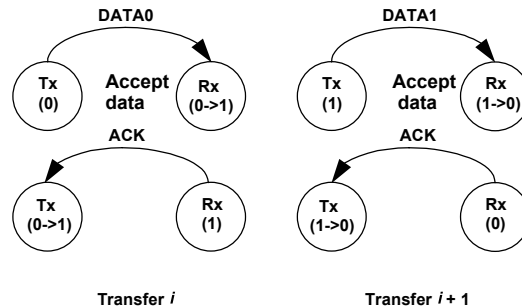 DATA0
Tx
(0)
Accept
data
Rx
(0->1)
ACK
Tx
(0->1)
Rx
(1)
Transfer i
DATA1
Tx
(1)
Accept
data
Rx
(1->0)
ACK
Tx
(1->0)
Rx
(0)
Transfer i + 1